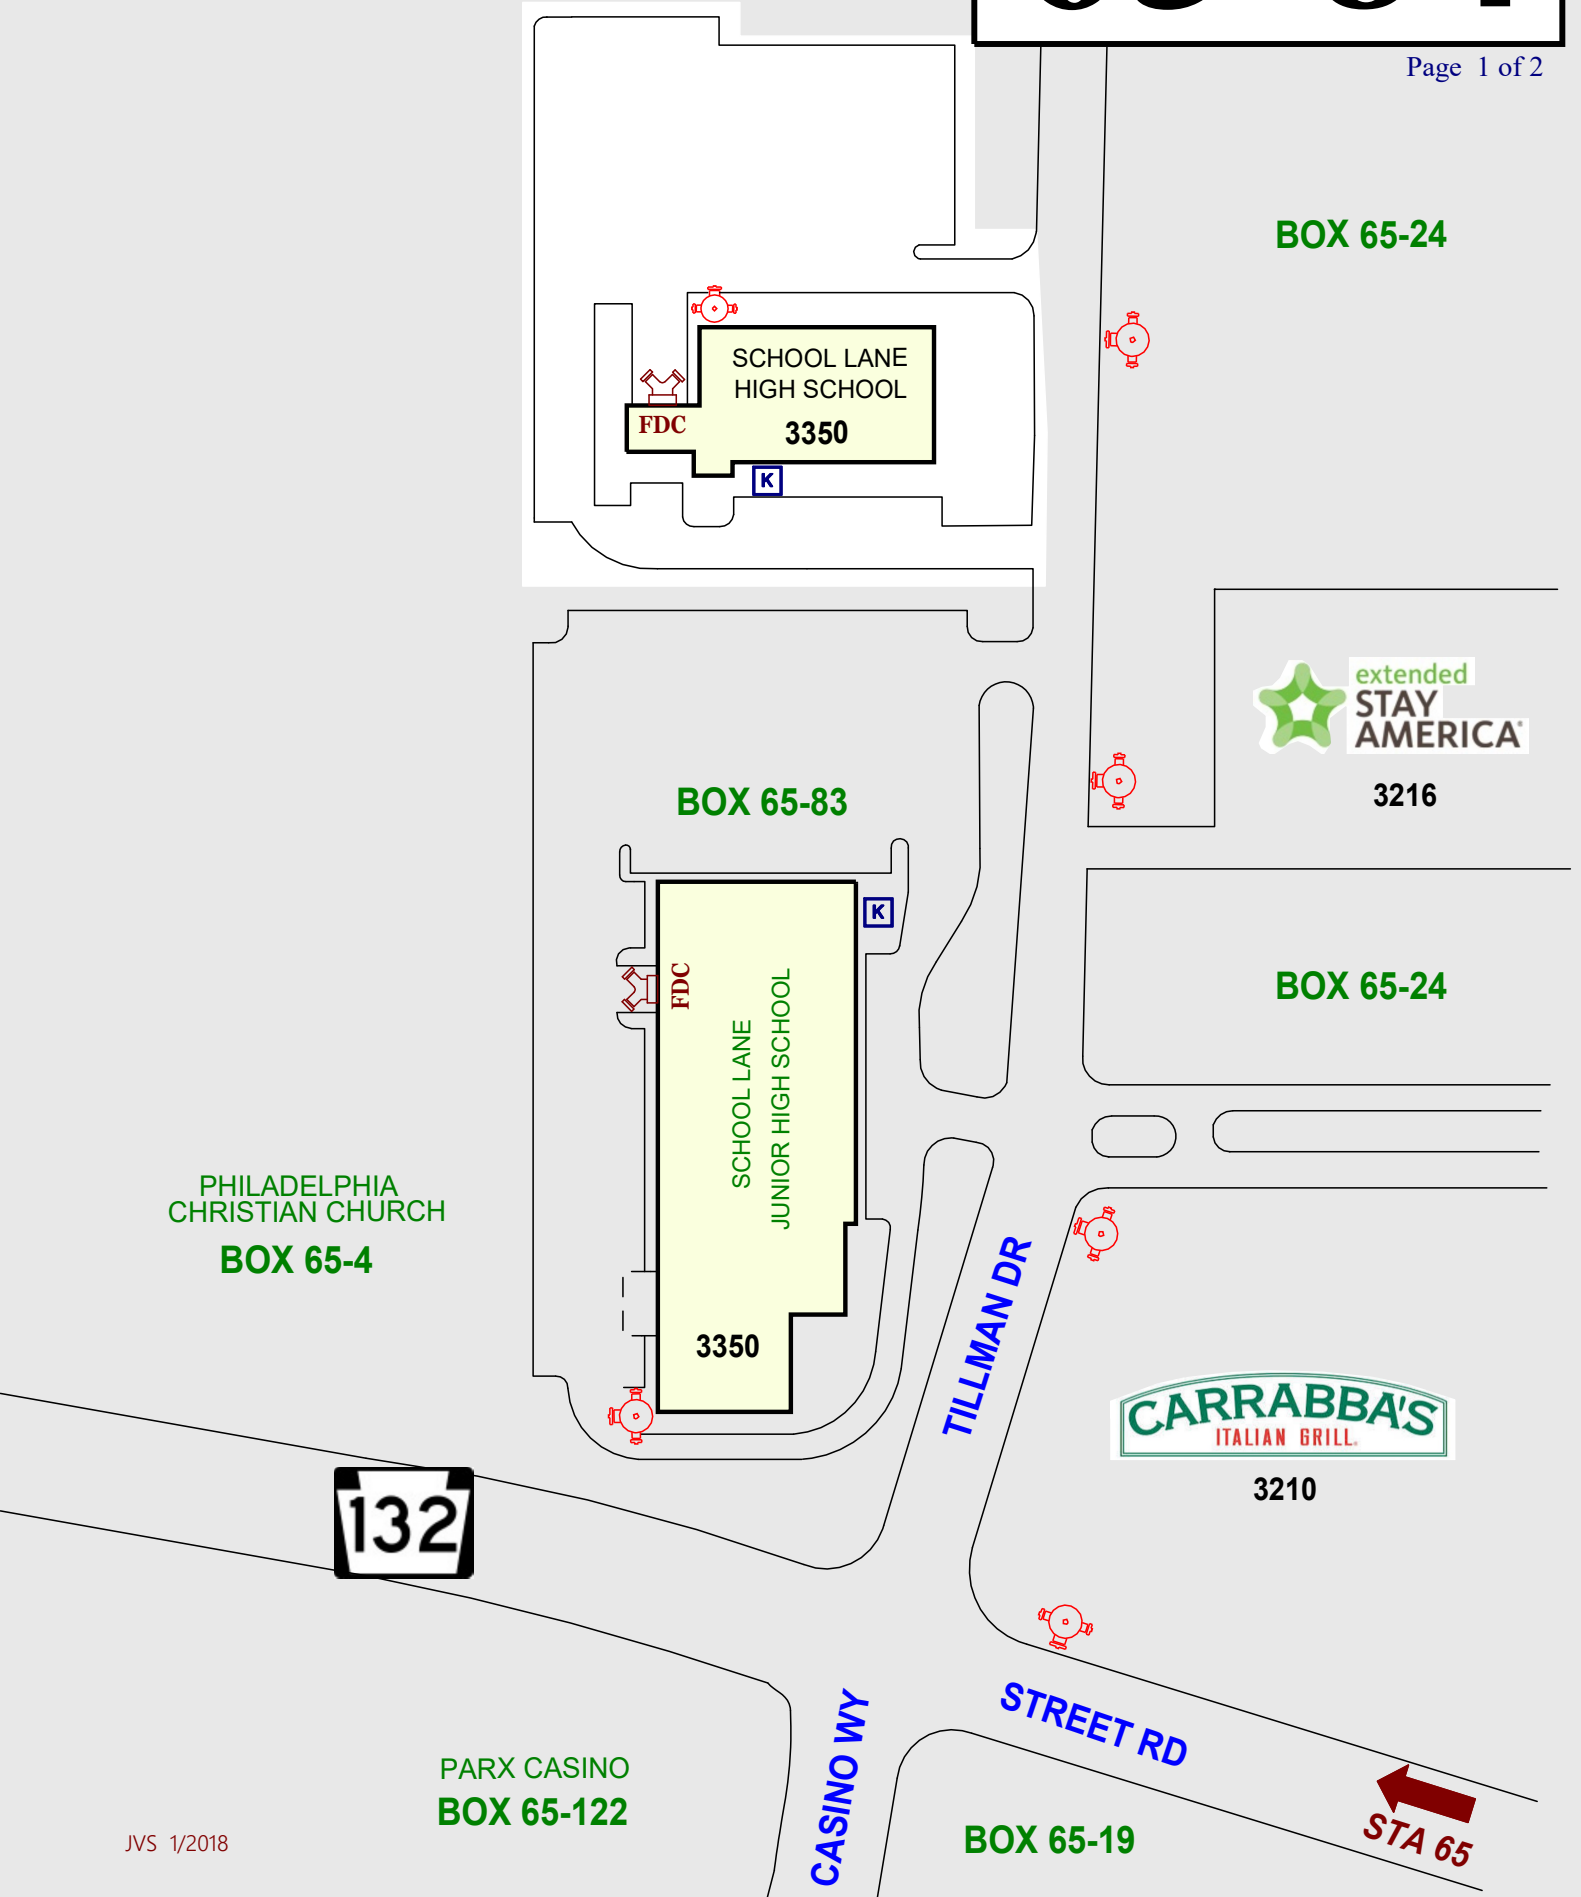 Page 1 of 2
BOX 65-24
SCHOOL LANE
HIGH SCHOOL
3350
FDC
K
extended
STAY
AMERICA
3216
BOX 65-83
K
FDC
SCHOOL LANE
JUNIOR HIGH SCHOOL
3350
BOX 65-24
PHILADELPHIA
CHRISTIAN CHURCH
BOX 65-4
TILLMAN DR
CARRABBA'S
ITALIAN GRILL
3210
132
STREET RD
CASINO WY
PARX CASINO
BOX 65-122
BOX 65-19
STA 65
JVS 1/2018